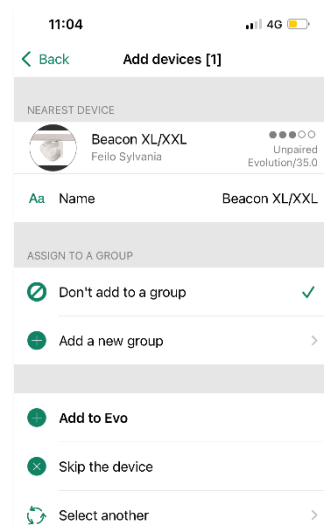 11:04 4G
Back Add devices [1]
NEAREST DEVICE
Beacon XL/XXL
Feilo Sylvania
Unpaired
Evolution/35.0
Aa Name Beacon XL/XXL
ASSIGN TO A GROUP
Don't add to a group
Add a new group
Add to Evo
Skip the device
Select another